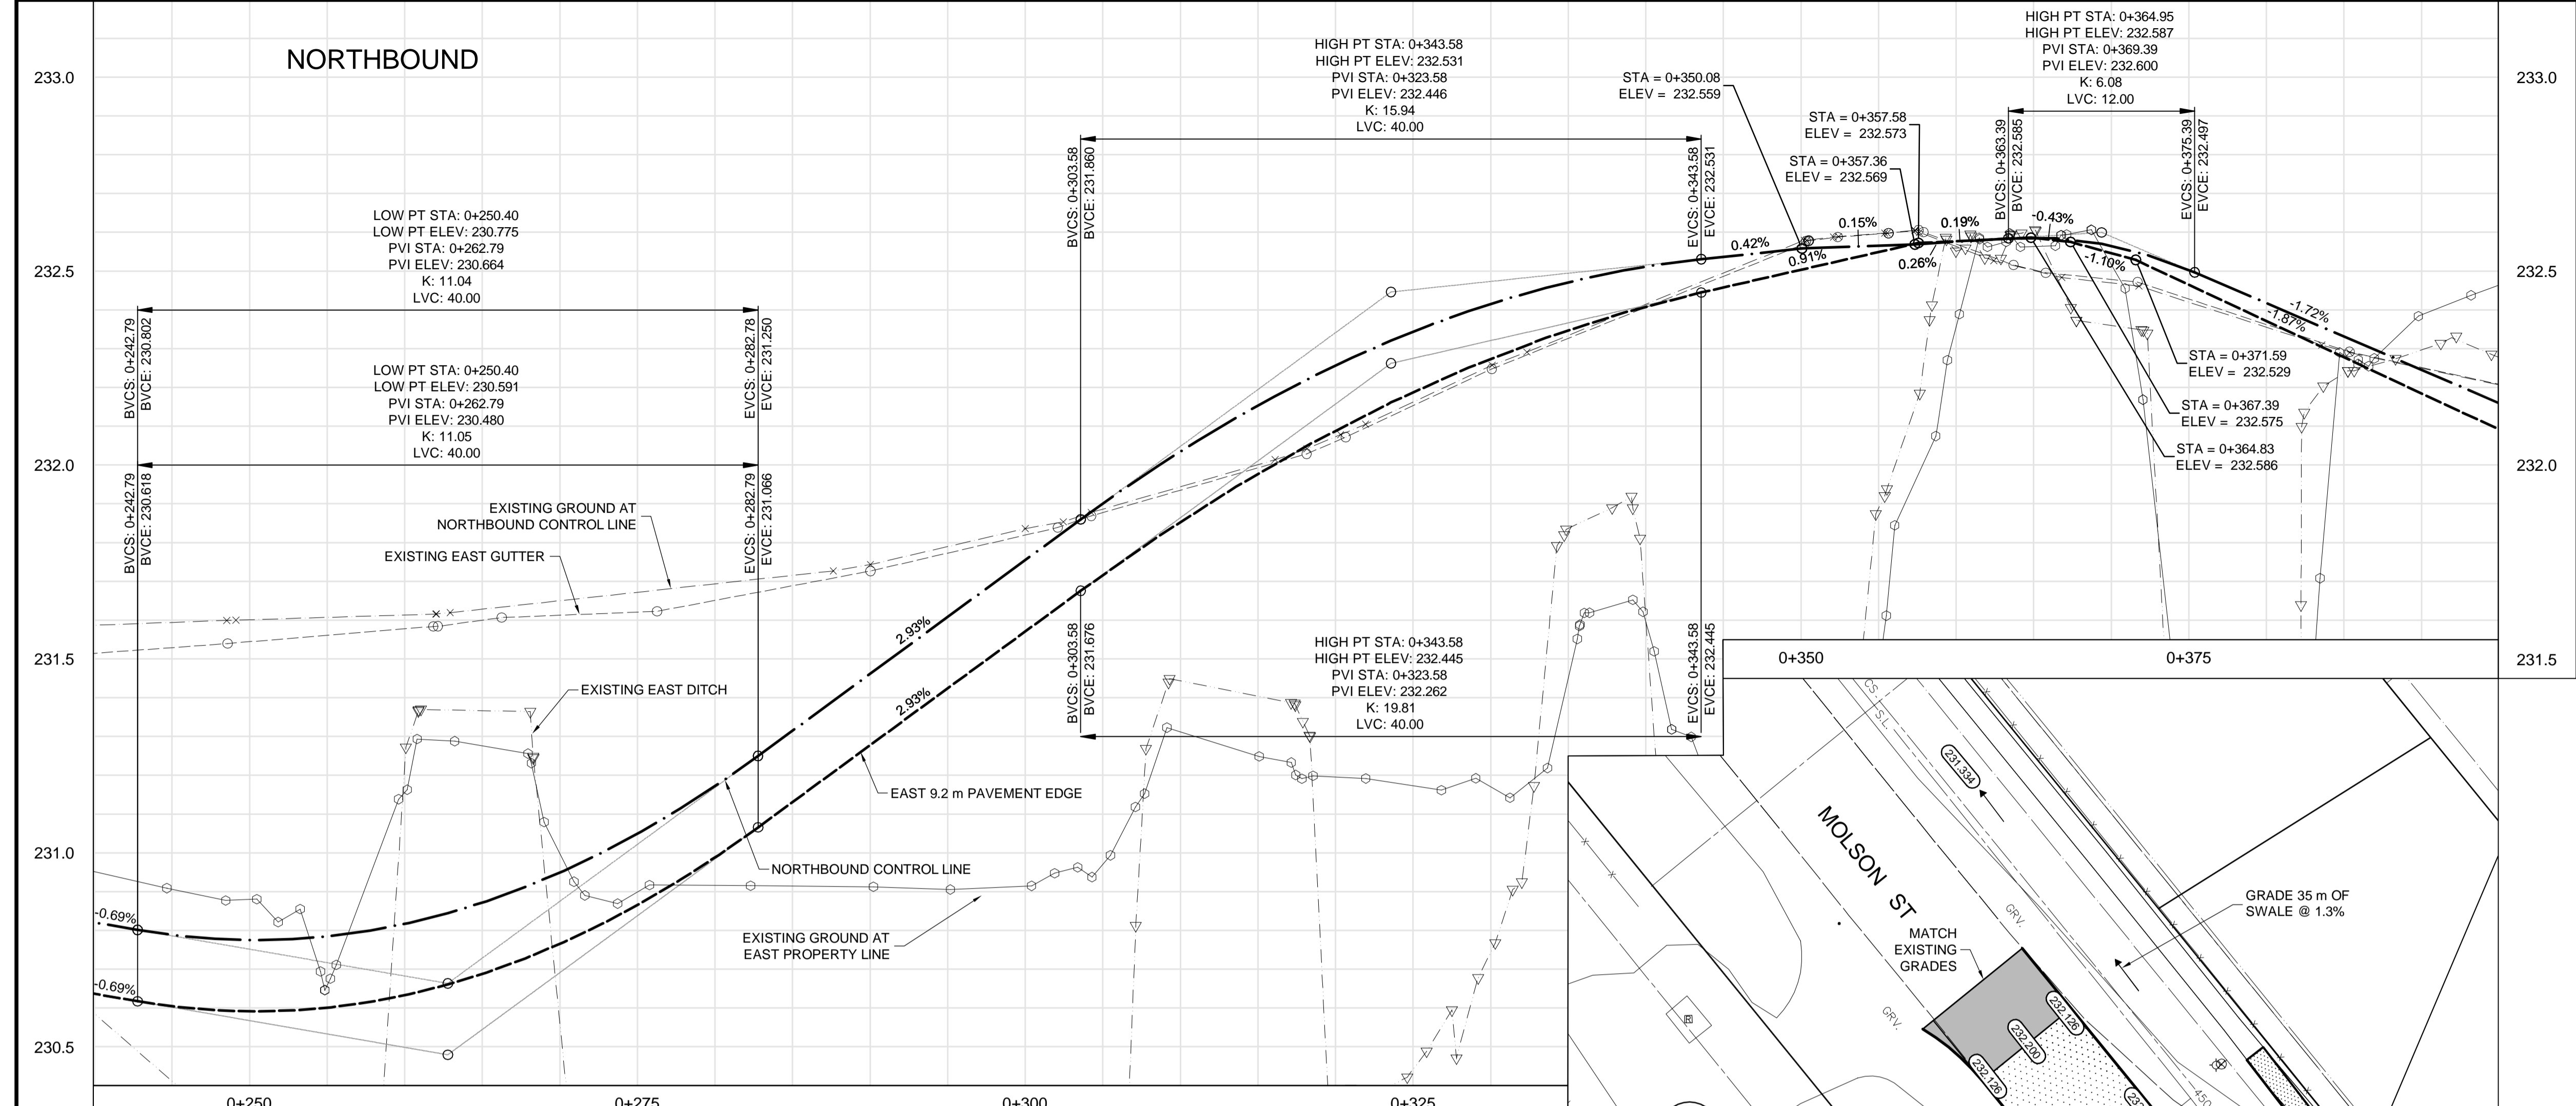 NORTHBOUND
233.0
232.5
232.0
231.5
231.0
230.5
HIGH PT STA: 0+343.58
HIGH PT ELEV: 232.531
PVI STA: 0+323.58
PVI ELEV: 232.446
K: 15.94
LVC: 40.00
HIGH PT STA: 0+364.95
HIGH PT ELEV: 232.587
PVI STA: 0+369.39
PVI ELEV: 232.600
K: 6.08
LVC: 12.00
233.0
232.5
232.0
231.5
STA = 0+350.08
ELEV = 232.559
STA = 0+357.58
ELEV = 232.573
STA = 0+357.36
ELEV = 232.569
BVCS: 0+303.58
BVCE: 231.860
EVCS: 0+343.58
EVCE: 232.531
BVCS: 0+363.39
BVCE: 232.585
EVCS: 0+375.39
EVCE: 232.497
0.42%
0.15%
0.19%
-0.43%
0.91%
0.26%
-1.10%
-1.72%
-1.87%
LOW PT STA: 0+250.40
LOW PT ELEV: 230.775
PVI STA: 0+262.79
PVI ELEV: 230.664
K: 11.04
LVC: 40.00
BVCS: 0+242.79
BVCE: 230.802
EVCS: 0+282.78
EVCE: 231.250
LOW PT STA: 0+250.40
LOW PT ELEV: 230.591
PVI STA: 0+262.79
PVI ELEV: 230.480
K: 11.05
LVC: 40.00
BVCS: 0+242.79
BVCE: 230.618
EVCS: 0+282.79
EVCE: 231.066
STA = 0+371.59
ELEV = 232.529
STA = 0+367.39
ELEV = 232.575
STA = 0+364.83
ELEV = 232.586
EXISTING GROUND AT
NORTHBOUND CONTROL LINE
EXISTING EAST GUTTER
2.93%
2.93%
EXISTING EAST DITCH
BVCS: 0+303.58
BVCE: 231.676
HIGH PT STA: 0+343.58
HIGH PT ELEV: 232.445
PVI STA: 0+323.58
PVI ELEV: 232.262
K: 19.81
LVC: 40.00
EVCS: 0+343.58
EVCE: 232.445
0+350
0+375
EAST 9.2 m PAVEMENT EDGE
NORTHBOUND CONTROL LINE
EXISTING GROUND AT
EAST PROPERTY LINE
-0.69%
-0.69%
CS.
S.L.
231.334
MOLSON ST
GRV.
GRADE 35 m OF
SWALE @ 1.3%
MATCH
EXISTING
GRADES
GRV.
232.126
232.200
232.126
450
0+250
0+275
0+300
0+325